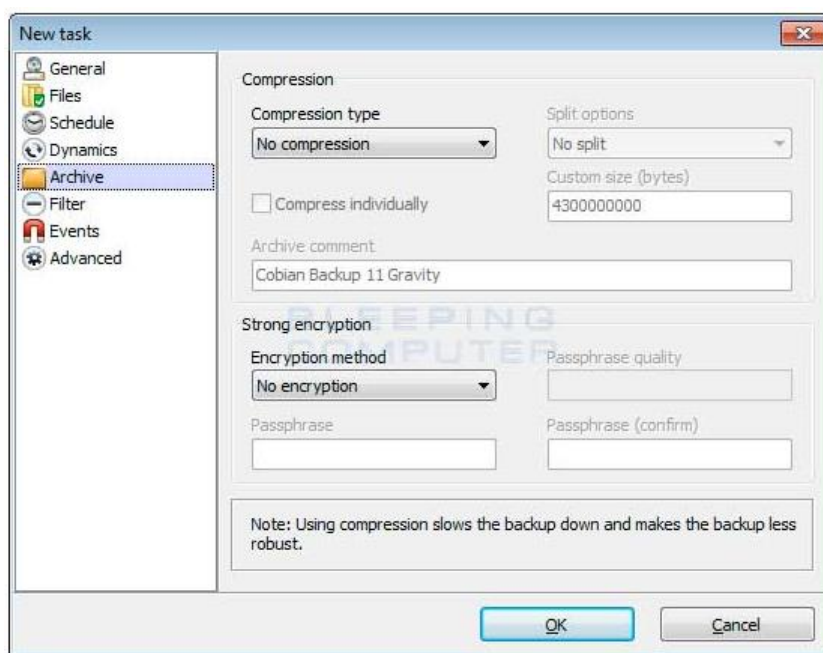 New task
General
Files
Schedule
Dynamics
Archive
Filter
Events
Advanced
Compression
Compression type
Split options
No compression
No split
Custom size (bytes)
Compress individually
4300000000
Archive comment
Cobian Backup 11 Gravity
BLEEPING
COMPUTER
Strong encryption
Encryption method
Passphrase quality
No encryption
Passphrase
Passphrase (confirm)
Note: Using compression slows the backup down and makes the backup less
robust.
OK
Cancel